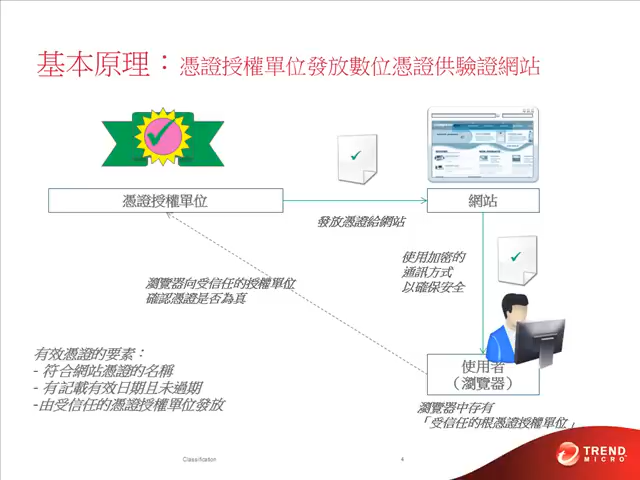 基本原理：憑證授權單位發放數位憑證供驗證網站
憑證授權單位
網站
發放憑證給網站
使用加密的
通訊方式
以確保安全
瀏覽器向受信任的授權單位
確認憑證是否為真
有效憑證的要素：
- 符合網站憑證的名稱
- 有記載有效日期且未過期
-由受信任的憑證授權單位發放
使用者
（瀏覽器）
瀏覽器中存有
「受信任的根憑證授權單位」
Classification
4
TREND
MICRO